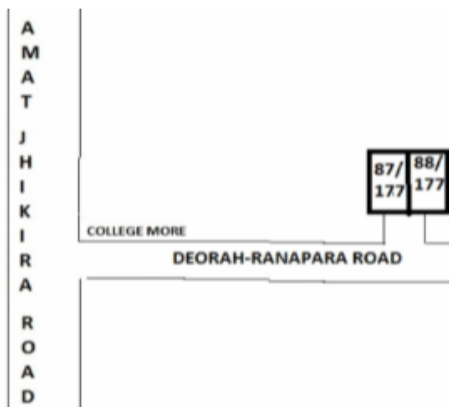 AMAT JHIKIRA ROAD
87/
177
88/
177
COLLEGE MORE
DEORAH-RANAPARA ROAD